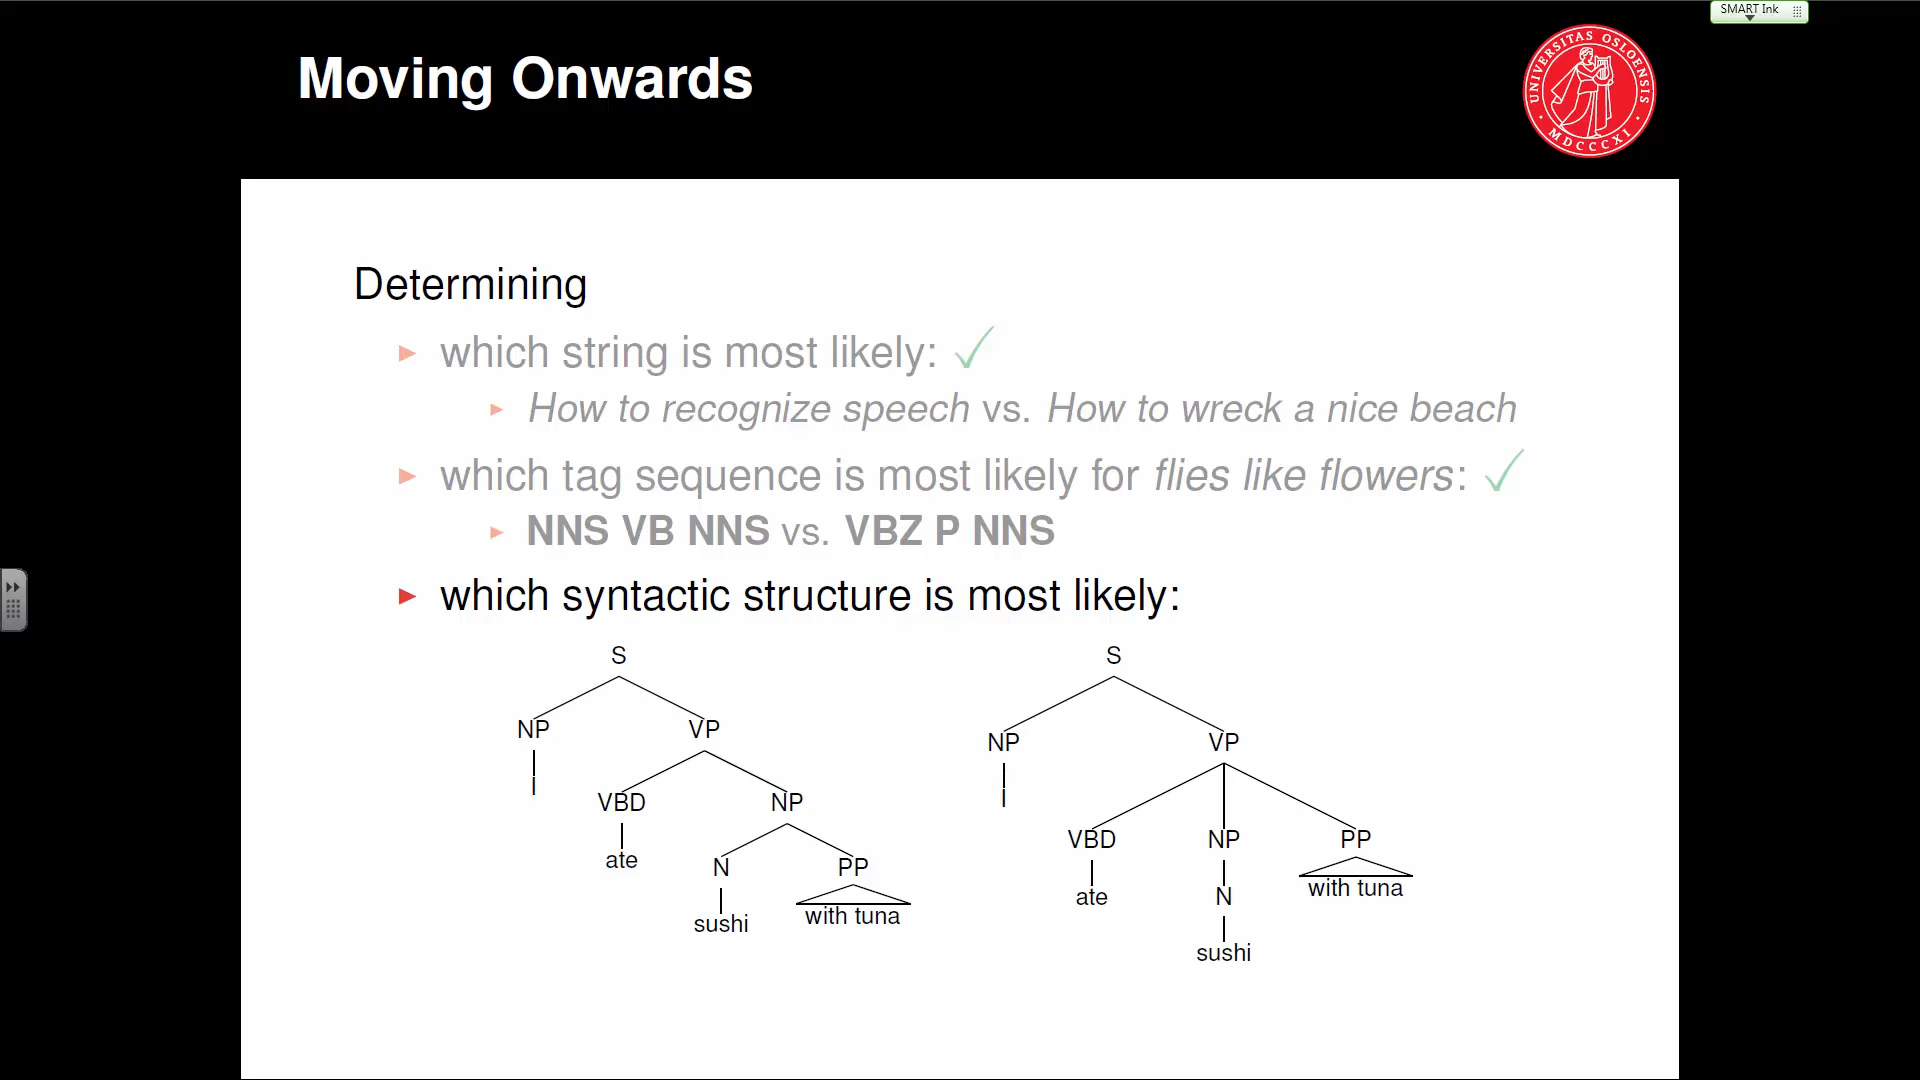 SMART Ink
Moving Onwards
UNIVERSITAS OSLOENSIS
MDCCCXI
Determining
which string is most likely: ✓
How to recognize speech vs. How to wreck a nice beach
which tag sequence is most likely for flies like flowers: ✓
NNS VB NNS vs. VBZ P NNS
which syntactic structure is most likely:
S
NP VP
I
VBD NP
ate
N PP
sushi
with tuna
S
NP VP
I
VBD NP PP
ate
N
with tuna
sushi